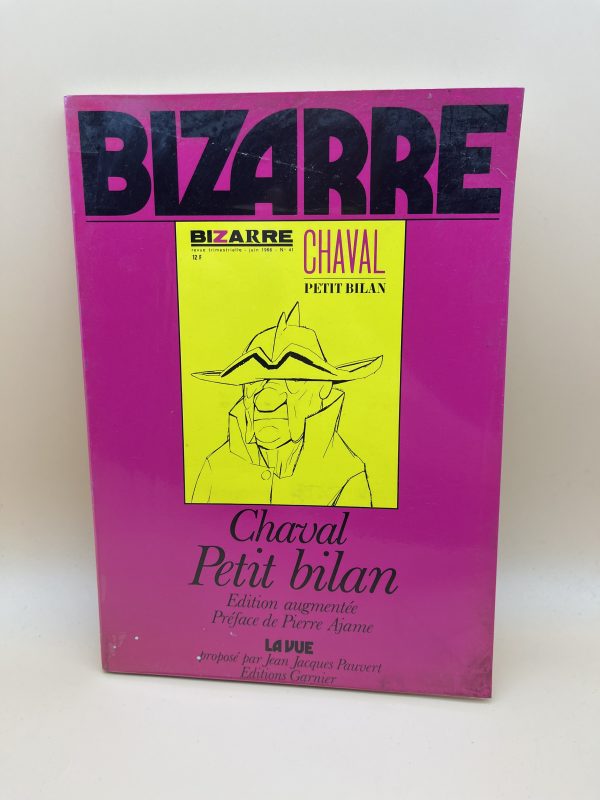 BIZARRE
BIZARRE
revue trimestrielle - juin 1966 - N° 41
12 F
CHAVAL
PETIT BILAN
Chaval
Petit bilan
Edition augmentée
Préface de Pierre Ajame
LA VUE
proposé par Jean Jacques Pauvert
Editions Garnier